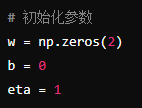 # 初始化参数
w = np.zeros(2)
b = 0
eta = 1